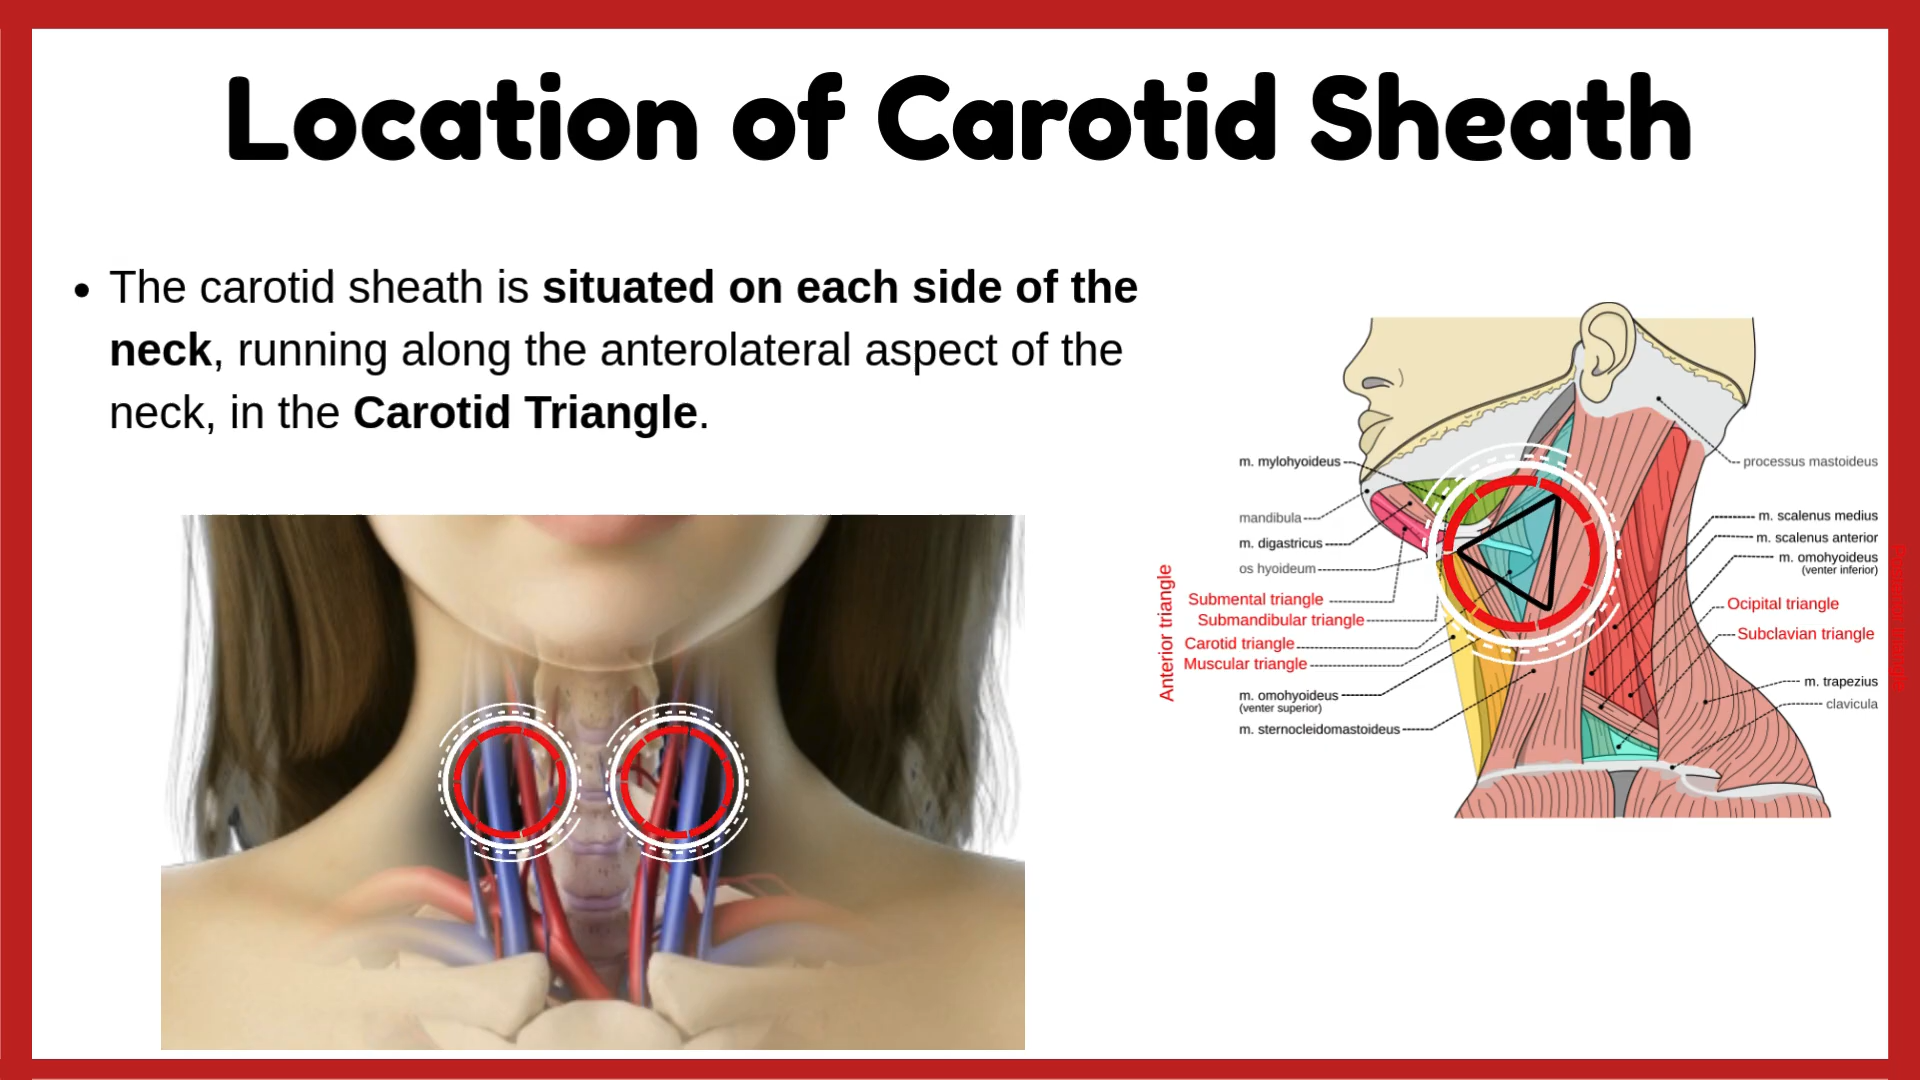 Location of Carotid Sheath
• The carotid sheath is situated on each side of the
neck, running along the anterolateral aspect of the
neck, in the Carotid Triangle.
m. mylohyoideus
mandibula
m. digastricus
os hyoideum
Submental triangle
Submandibular triangle
Carotid triangle
Muscular triangle
m. omohyoideus
(venter superior)
m. sternocleidomastoideus
Anterior triangle
processus mastoideus
m. scalenus medius
m. scalenus anterior
m. omohyoideus
(venter inferior)
Ocipital triangle
Subclavian triangle
m. trapezius
clavicula